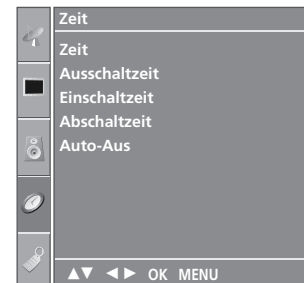 Zeit
Zeit
Ausschaltzeit
Einschaltzeit
Abschaltzeit
Auto-Aus
▲▼ ◄► OK MENU